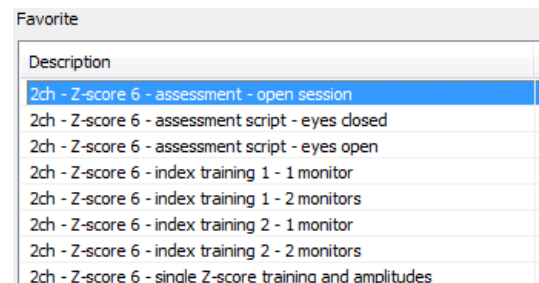 Favorite
Description
2ch - Z-score 6 - assessment - open session
2ch - Z-score 6 - assessment script - eyes closed
2ch - Z-score 6 - assessment script - eyes open
2ch - Z-score 6 - index training 1 - 1 monitor
2ch - Z-score 6 - index training 1 - 2 monitors
2ch - Z-score 6 - index training 2 - 1 monitor
2ch - Z-score 6 - index training 2 - 2 monitors
2ch - Z-score 6 - single Z-score training and amplitudes